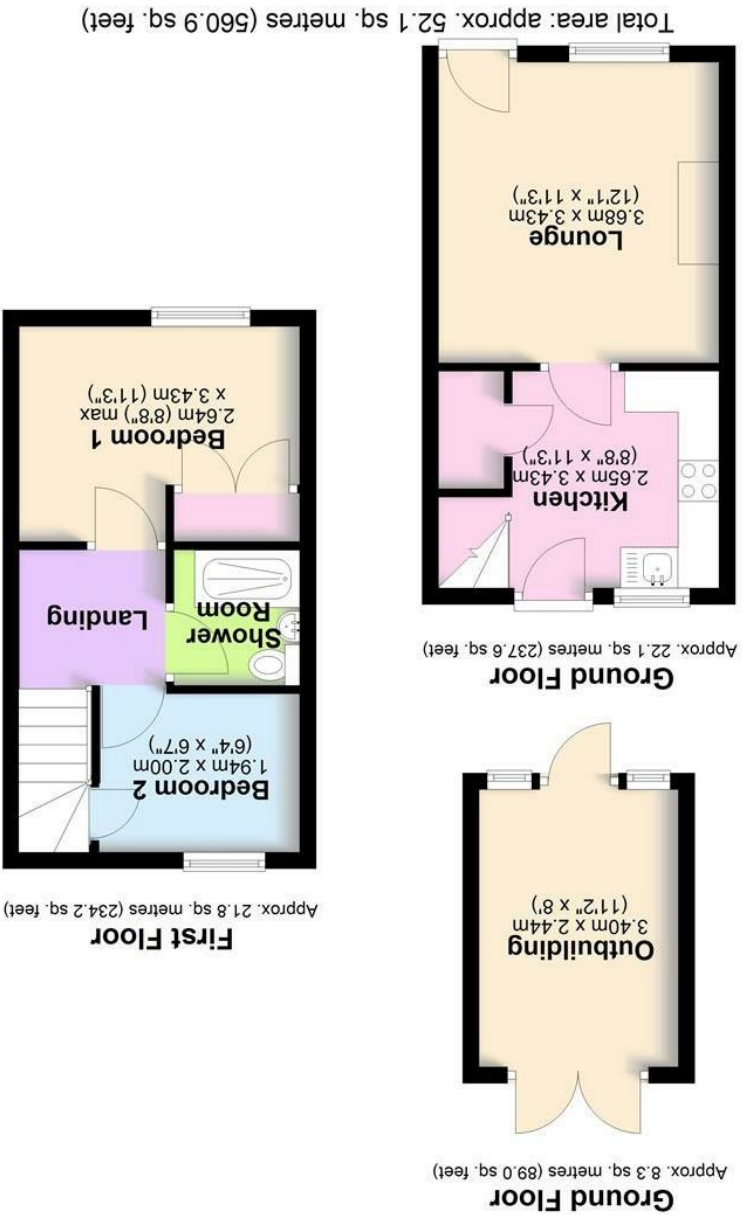 Ground Floor
Approx. 8.3 sq. metres (89.0 sq. feet)
Outbuilding
3.40m x 2.44m
(11'2" x 8')
Ground Floor
Approx. 22.1 sq. metres (237.6 sq. feet)
Kitchen
2.65m x 3.43m
(8'8" x 11'3")
Lounge
3.68m x 3.43m
(12'1" x 11'3")
First Floor
Approx. 21.8 sq. metres (234.2 sq. feet)
Bedroom 2
1.94m x 2.00m
(6'4" x 6'7")
Shower
Room
Landing
Bedroom 1
2.64m (8'8") max
x 3.43m (11'3")
Total area: approx. 52.1 sq. metres (560.9 sq. feet)